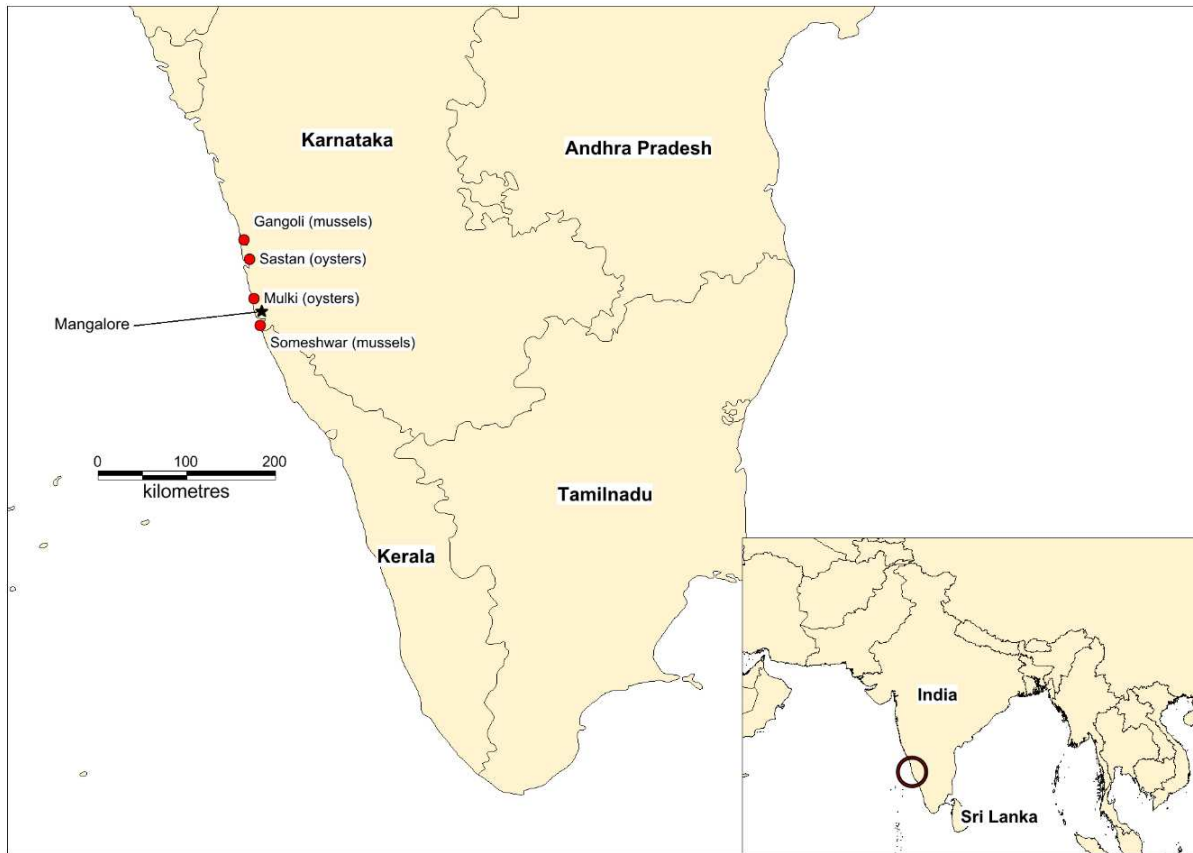 Karnataka
Andhra Pradesh
Gangoli (mussels)
Sastan (oysters)
Mulki (oysters)
Mangalore
Someshwar (mussels)
0 100 200
kilometres
Tamilnadu
Kerala
India
Sri Lanka